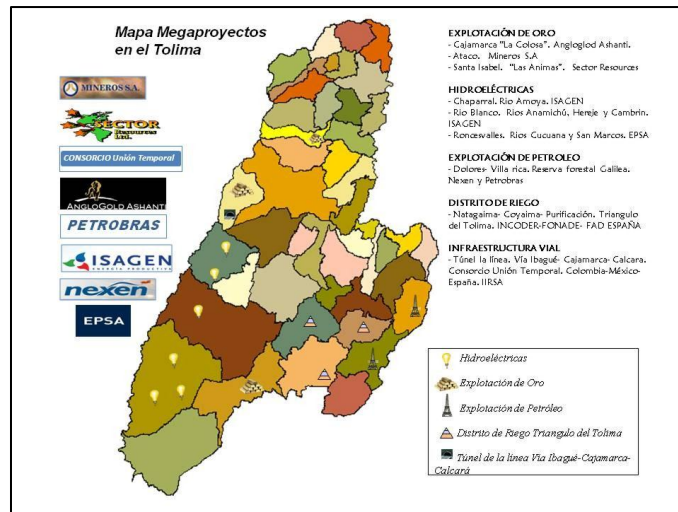 Mapa Megaproyectos
en el Tolima
MINEROS S.A.
SECTOR
Resources
Ltd.
CONSORCIO Unión Temporal
ANGLOGOLD ASHANTI
PETROBRAS
ISAGEN
ENERGÍA PRODUCTIVA
nexen
EPSA
EXPLOTACIÓN DE ORO
- Cajamarca "La Colosa". Angloglod Ashanti.
- Ataco. Mineros S.A
- Santa Isabel. "Las Animas". Sector Resources
HIDROELÉCTRICAS
- Chaparral. Rio Amoya. ISAGEN
- Rio Blanco. Rios Anamichú, Hereje y Cambrin.
ISAGEN
- Roncesvalles. Rios Cucuana y San Marcos. EPSA
EXPLOTACIÓN DE PETROLEO
- Dolores- Villa rica. Reserva forestal Galilea.
Nexen y Petrobras
DISTRITO DE RIEGO
- Natagaima- Coyaima- Purificación. Triangulo
del Tolima. INCODER-FONADE- FAD ESPAÑA
INFRAESTRUCTURA VIAL
- Túnel la línea. Vía Ibagué- Cajamarca- Calcara.
Consorcio Unión Temporal. Colombia-México-
España. IIRSA
Hidroeléctricas
Explotación de Oro
Explotación de Petróleo
Distrito de Riego Triangulo del Tolima
Túnel de la línea Via Ibagué-Cajamarca-
Calcará